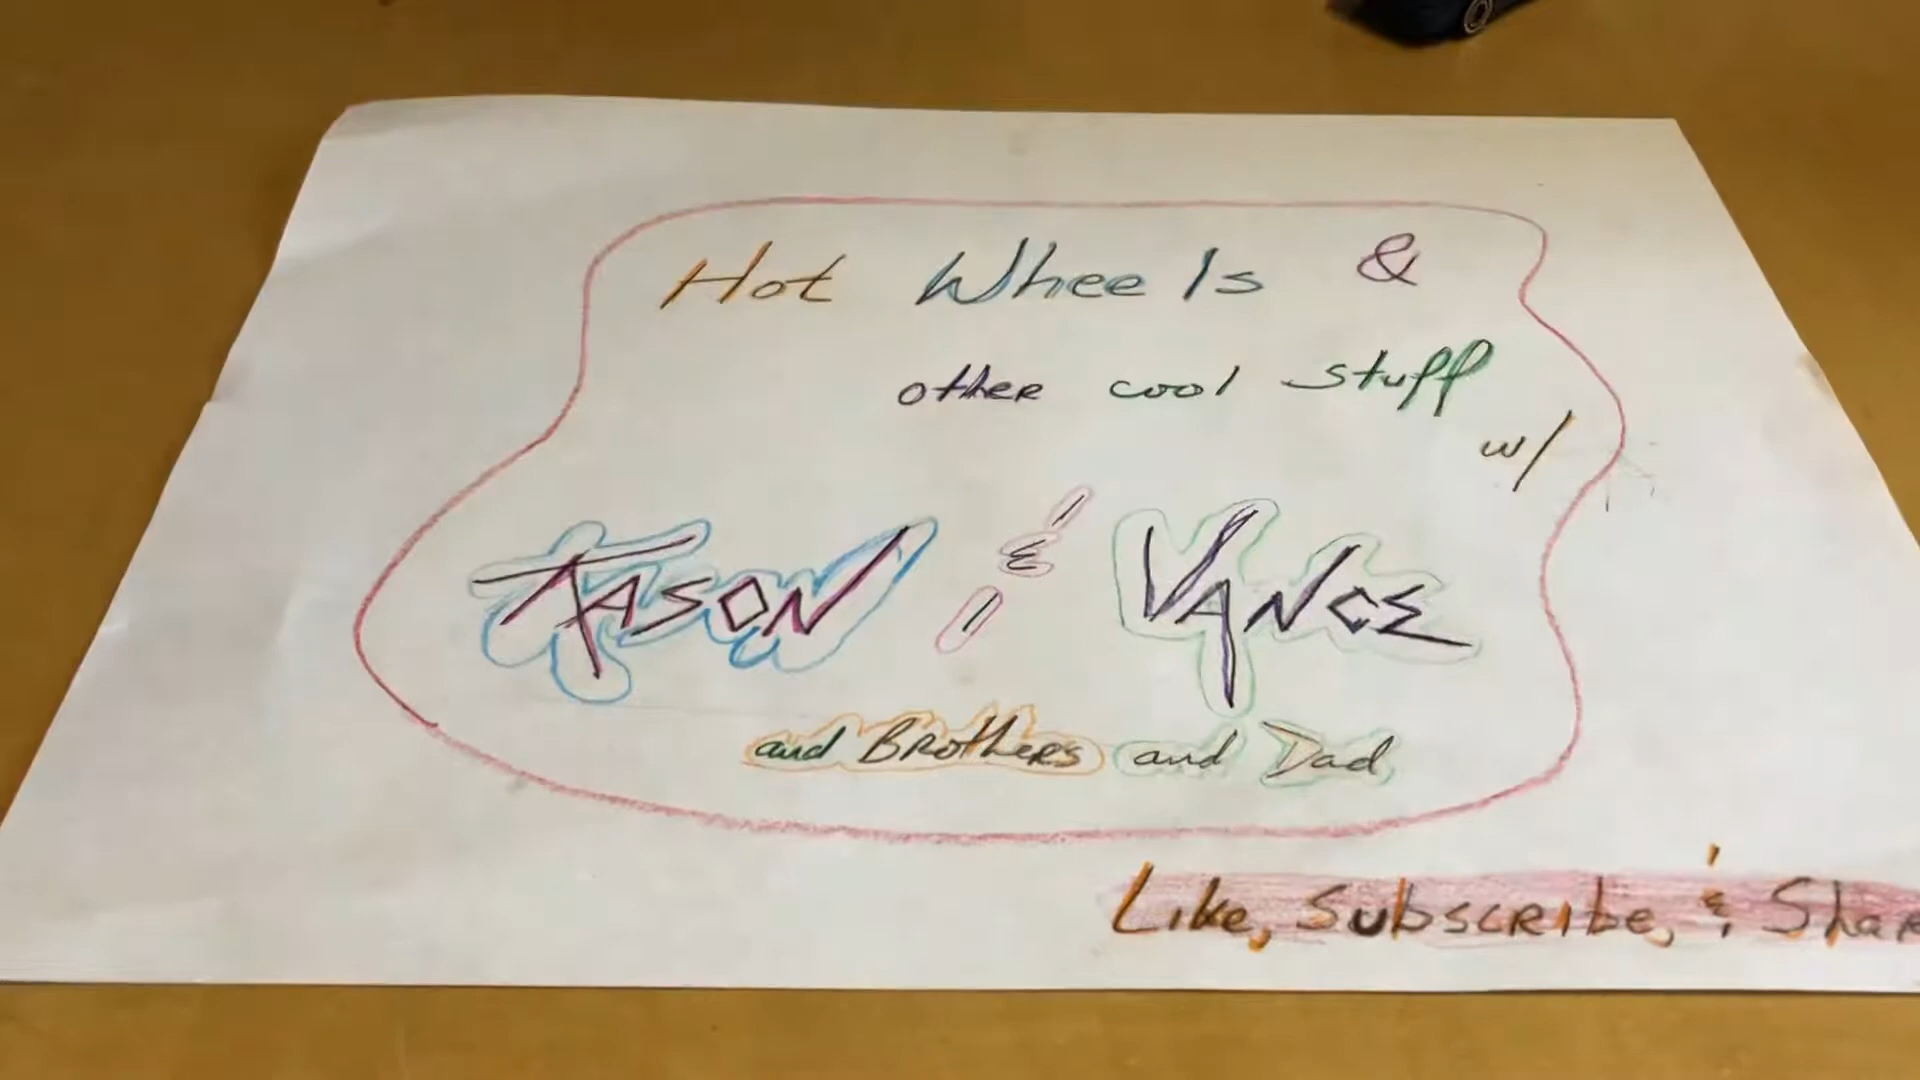 Hot Wheels &
other cool stuff
w/
JASON & VANCE
and Brothers and Dad
Like, Subscribe, & Shar